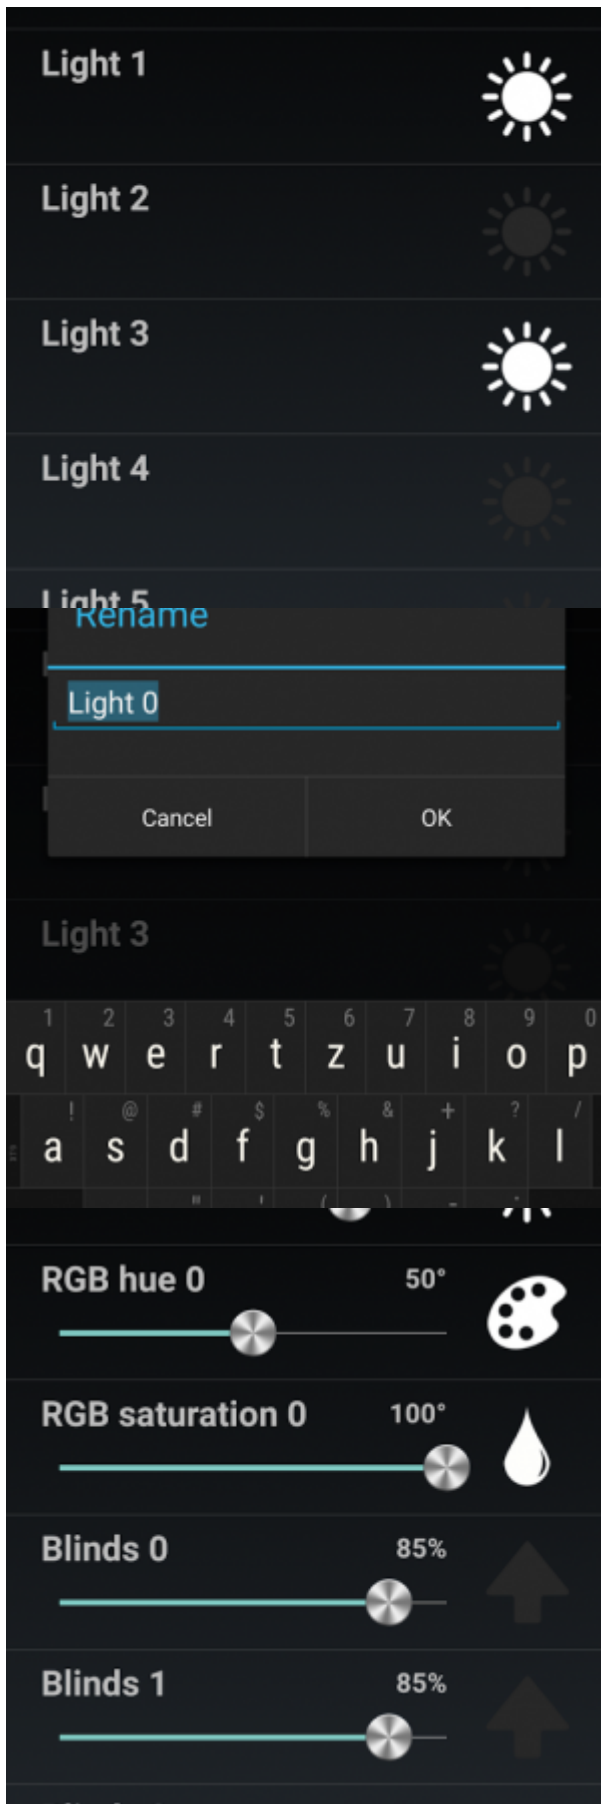 Light 1
Light 2
Light 3
Light 4
Light 5
Rename
Light 0
Cancel OK
Light 3
1 2 3 4 5 6 7 8 9 0
q w e r t z u i o p
! @ # $ % & + ? /
a s d f g h j k l
" ' ( ) - :
RGB hue 0 50°
RGB saturation 0 100°
Blinds 0 85%
Blinds 1 85%